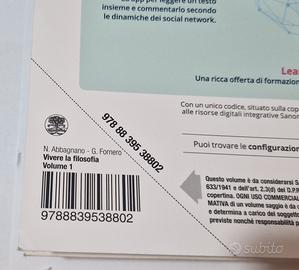 L'app per leggere un testo
insieme e commentarlo secondo
le dinamiche dei social network.
Lea
Una ricca offerta di formazion
Con un unico codice, situato sulla cop
alle risorse digitali integrative Sanom
Puoi trovare le configurazion
978 88 395 38802
N. Abbagnano - G. Fornero
Vivere la filosofia
Volume 1
9788839538802
Questo volume è da considerarsi S
633/1941 e dell'art. 2,3(d) del D.P.R
copertina. OGNI USO COMMERCIAL
MATIVA di un volume saggio è da c
e determina a carico del soggetto
previste nonché responsabilità p
subito